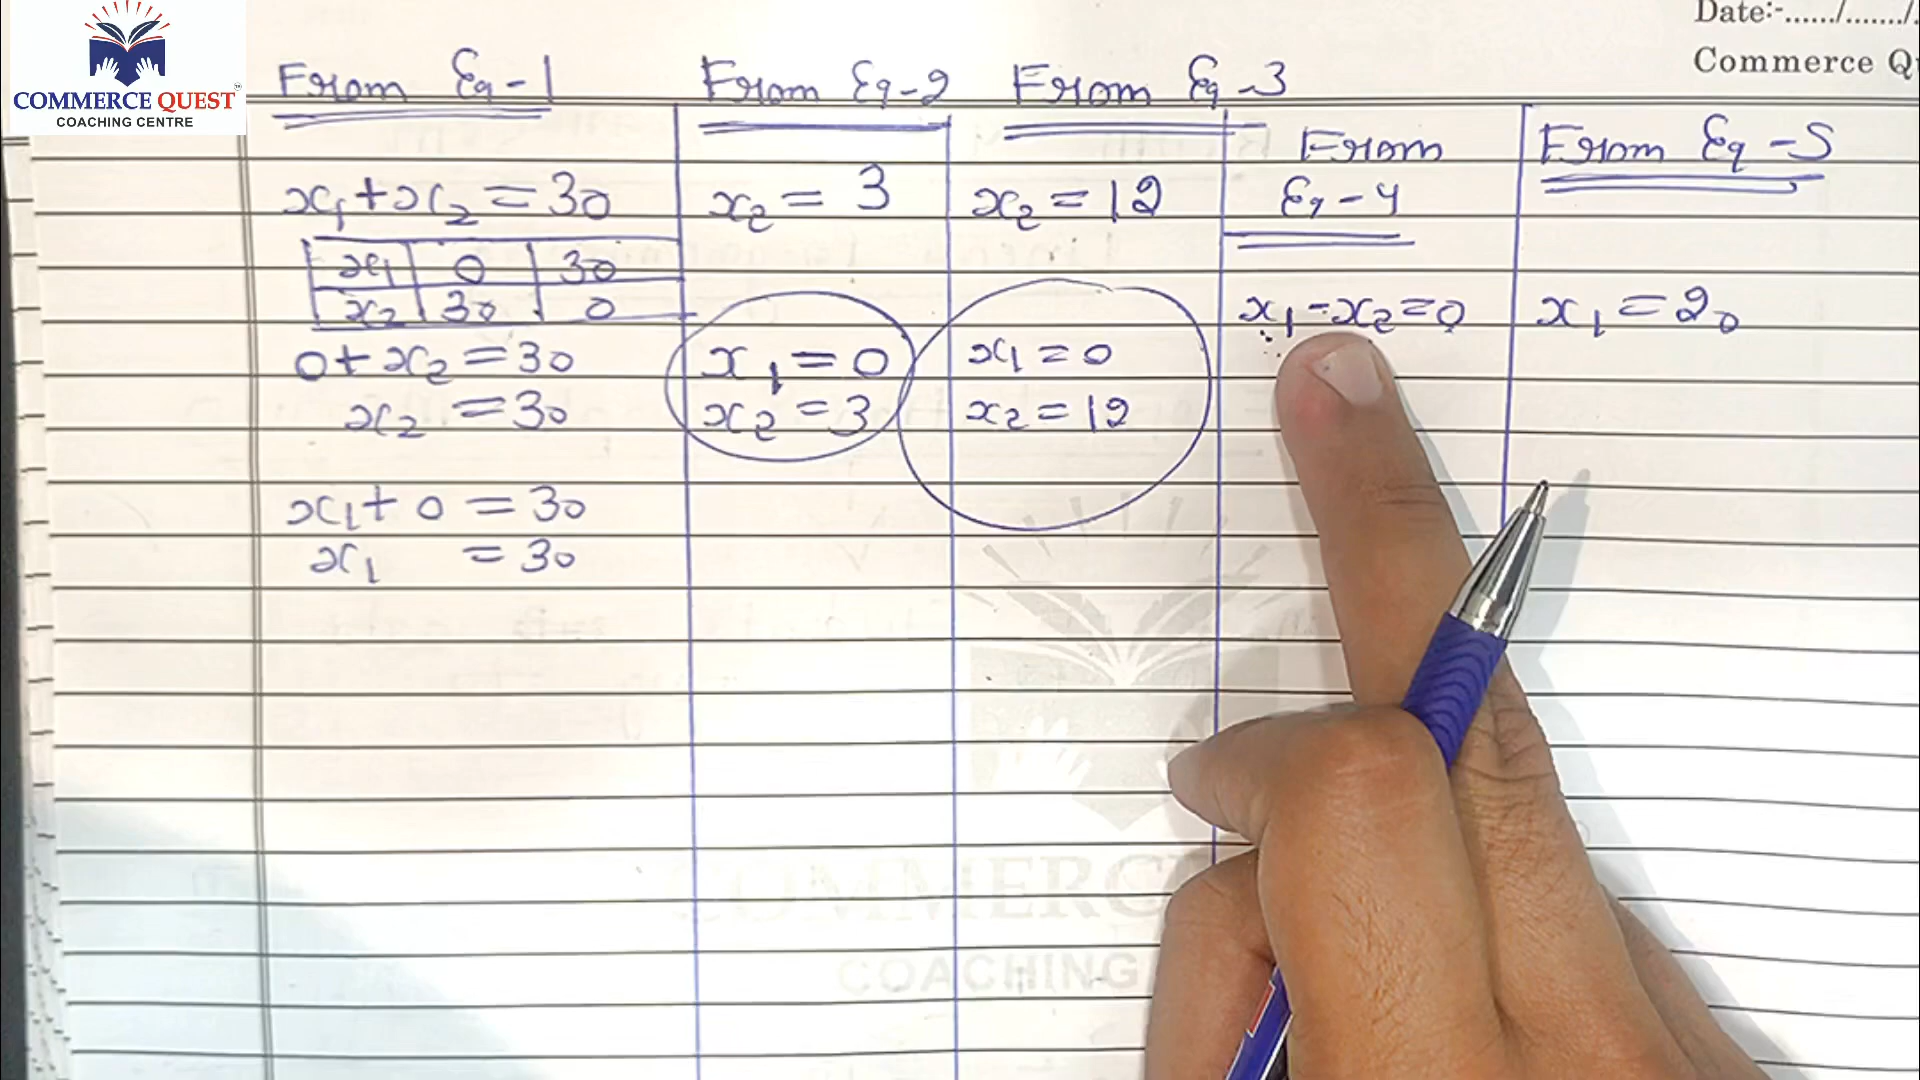 COMMERCE QUEST
COACHING CENTRE
Date:-....../......./.
Commerce
From Eq-1
x₁+x₂ = 30
x₁ 0 30
x₂ 30 0
0+x₂ = 30
x₂ = 30
x₁+0 = 30
x₁ = 30
From Eq-2
x₂ = 3
x₁ = 0
x₂ = 3
From Eq-3
x₂ = 12
x₁ = 0
x₂ = 12
From
Eq-4
x₁-x₂=0
From Eq-5
x₁ = 20
COMMERC
COACHING